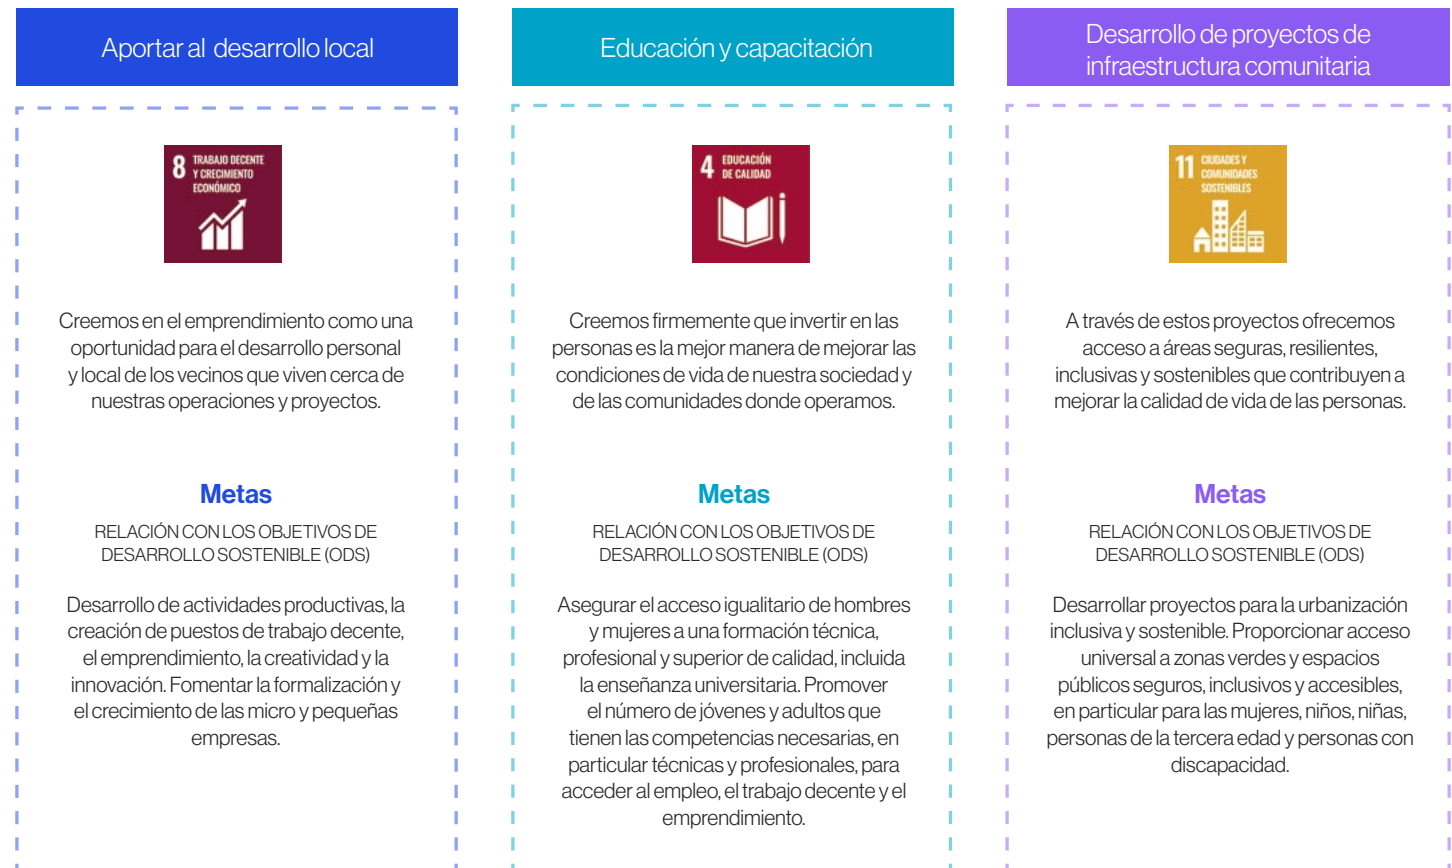 Aportar al desarrollo local
8 TRABAJO DECENTE
Y CRECIMIENTO
ECONÓMICO
Creemos en el emprendimiento como una
oportunidad para el desarrollo personal
y local de los vecinos que viven cerca de
nuestras operaciones y proyectos.
Metas
RELACIÓN CON LOS OBJETIVOS DE
DESARROLLO SOSTENIBLE (ODS)
Desarrollo de actividades productivas, la
creación de puestos de trabajo decente,
el emprendimiento, la creatividad y la
innovación. Fomentar la formalización y
el crecimiento de las micro y pequeñas
empresas.
Educación y capacitación
4 EDUCACIÓN
DE CALIDAD
Creemos firmemente que invertir en las
personas es la mejor manera de mejorar las
condiciones de vida de nuestra sociedad y
de las comunidades donde operamos.
Metas
RELACIÓN CON LOS OBJETIVOS DE
DESARROLLO SOSTENIBLE (ODS)
Asegurar el acceso igualitario de hombres
y mujeres a una formación técnica,
profesional y superior de calidad, incluida
la enseñanza universitaria. Promover
el número de jóvenes y adultos que
tienen las competencias necesarias, en
particular técnicas y profesionales, para
acceder al empleo, el trabajo decente y el
emprendimiento.
Desarrollo de proyectos de
infraestructura comunitaria
11 CIUDADES Y
COMUNIDADES
SOSTENIBLES
A través de estos proyectos ofrecemos
acceso a áreas seguras, resilientes,
inclusivas y sostenibles que contribuyen a
mejorar la calidad de vida de las personas.
Metas
RELACIÓN CON LOS OBJETIVOS DE
DESARROLLO SOSTENIBLE (ODS)
Desarrollar proyectos para la urbanización
inclusiva y sostenible. Proporcionar acceso
universal a zonas verdes y espacios
públicos seguros, inclusivos y accesibles,
en particular para las mujeres, niños, niñas,
personas de la tercera edad y personas con
discapacidad.